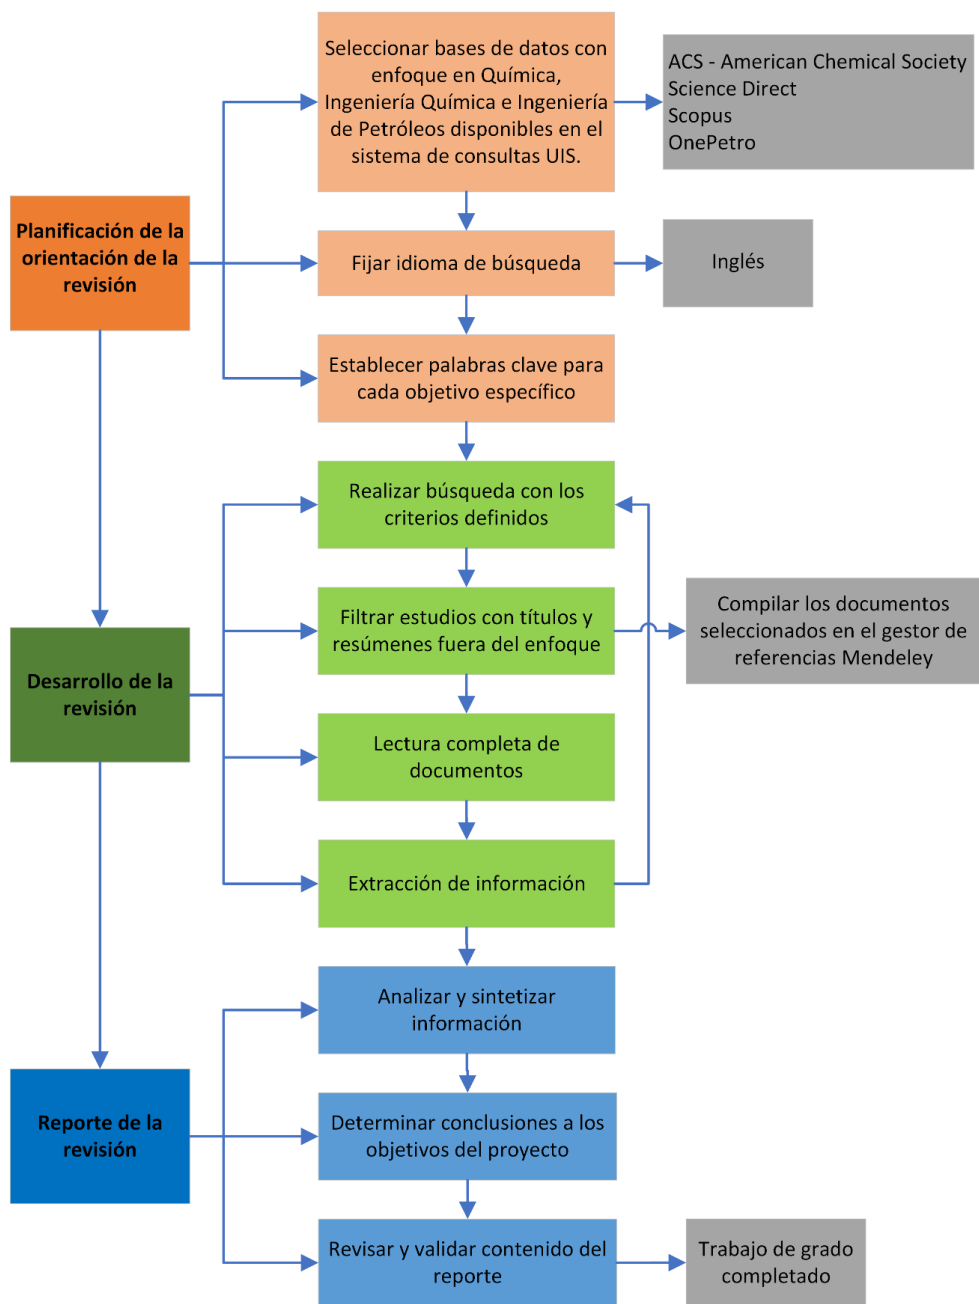 Seleccionar bases de datos con
enfoque en Química,
Ingeniería Química e Ingeniería
de Petróleos disponibles en el
sistema de consultas UIS.
ACS - American Chemical Society
Science Direct
Scopus
OnePetro
Planificación de la
orientación de la
revisión
Fijar idioma de búsqueda
Inglés
Establecer palabras clave para
cada objetivo específico
Realizar búsqueda con los
criterios definidos
Filtrar estudios con títulos y
resúmenes fuera del enfoque
Compilar los documentos
seleccionados en el gestor de
referencias Mendeley
Desarrollo de la
revisión
Lectura completa de
documentos
Extracción de información
Analizar y sintetizar
información
Reporte de la
revisión
Determinar conclusiones a los
objetivos del proyecto
Revisar y validar contenido del
reporte
Trabajo de grado
completado